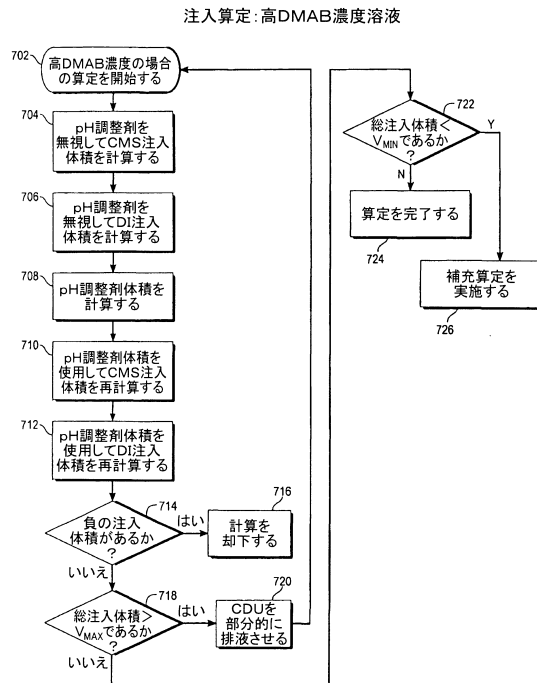 注入算定:高DMAB濃度溶液
702
高DMAB濃度の場合
の算定を開始する
704
pH調整剤を
無視してCMS注入
体積を計算する
706
pH調整剤を
無視してDI注入
体積を計算する
708
pH調整剤体積を
計算する
710
pH調整剤体積を
使用してCMS注入
体積を再計算する
712
pH調整剤体積を
使用してDI注入
体積を再計算する
714
負の注入
体積があるか
?
はい
716
計算を
却下する
いいえ
718
総注入体積>
VMAXであるか
?
はい
720
CDUを
部分的に
排液させる
いいえ
722
総注入体積<
VMINであるか
?
Y
N
算定を完了する
724
補充算定を
実施する
726